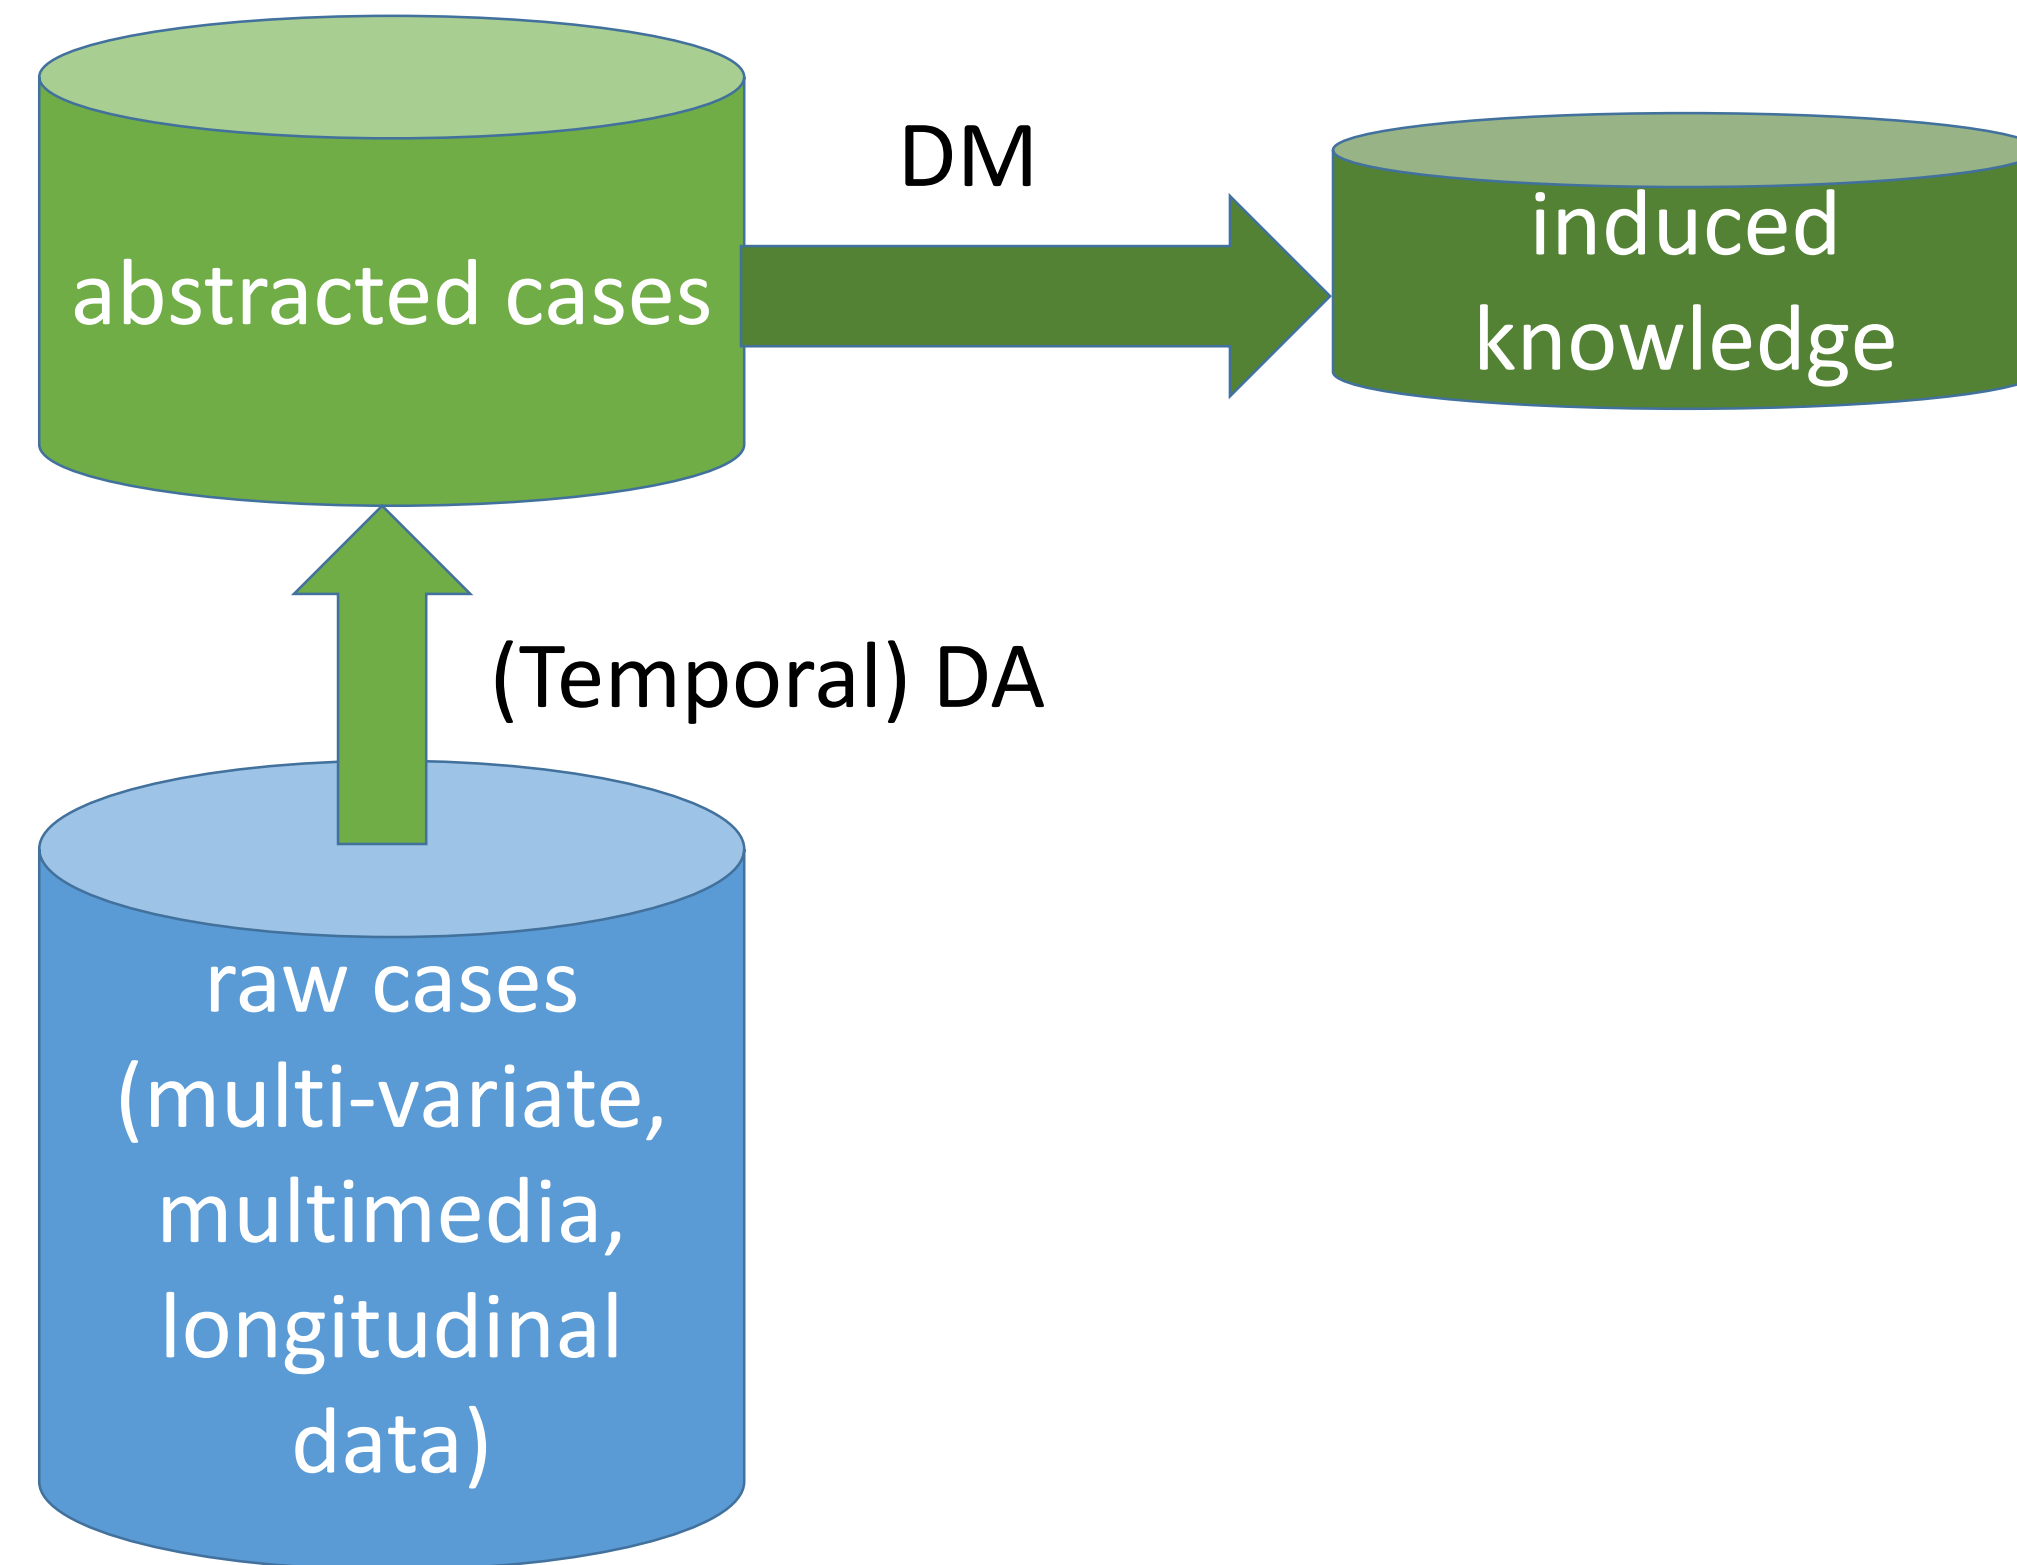 abstracted cases
DM
induced
knowledge
(Temporal) DA
raw cases
(multi-variate,
multimedia,
longitudinal
data)